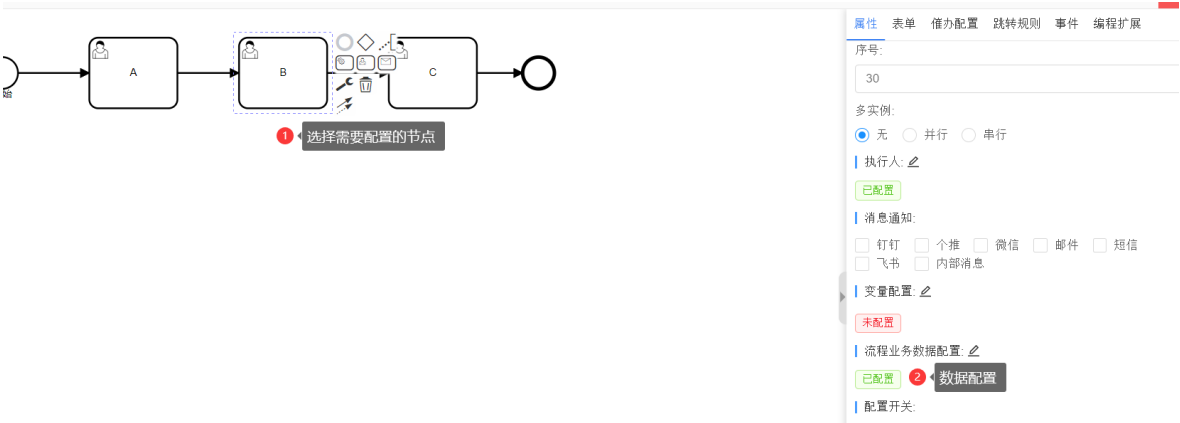 属性 表单 催办配置 跳转规则 事件 编程扩展
序号:
30
多实例:
无 并行 串行
执行人:
已配置
消息通知:
钉钉 个推 微信 邮件 短信
飞书 内部消息
变量配置:
未配置
流程业务数据配置:
已配置 2 数据配置
配置开关:
A B C
始
1 选择需要配置的节点